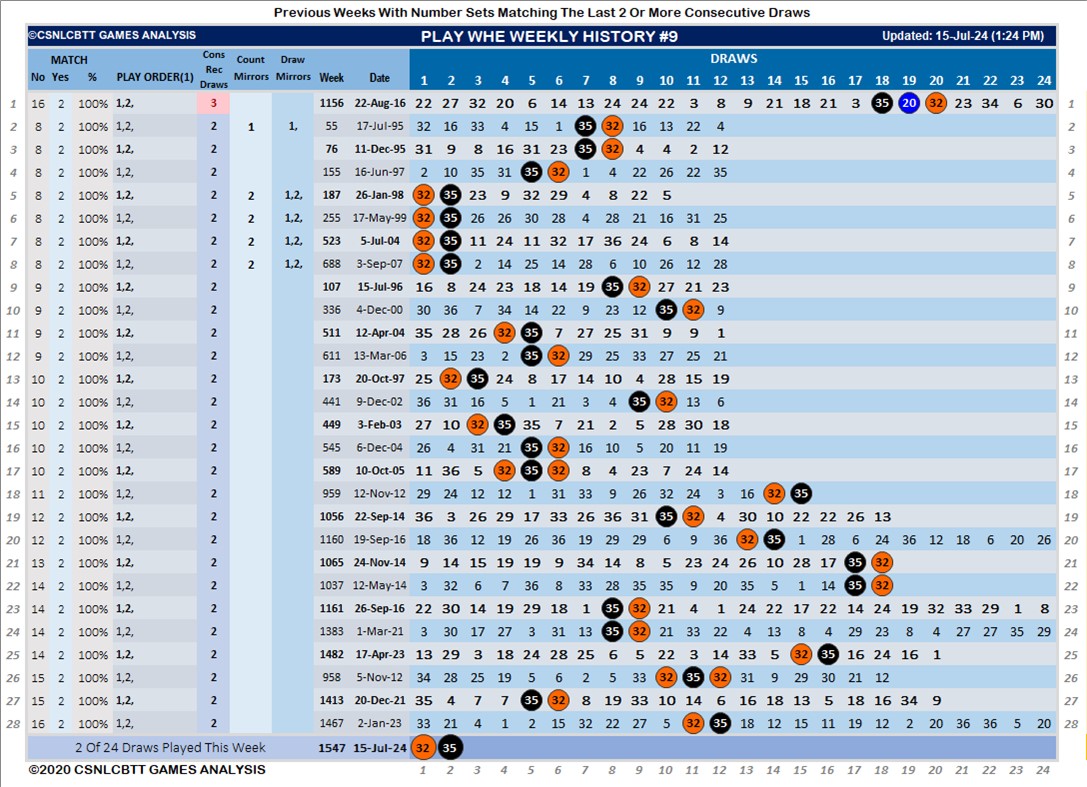 Previous Weeks With Number Sets Matching The Last 2 Or More Consecutive Draws
©CSNLCBTT GAMES ANALYSIS PLAY WHE WEEKLY HISTORY #9 Updated: 15-Jul-24 (1:24 PM)
MATCH Cons Rec Draws Count Mirrors Draw Mirrors DRAWS
No Yes % PLAY ORDER(1) Week Date 1 2 3 4 5 6 7 8 9 10 11 12 13 14 15 16 17 18 19 20 21 22 23 24
1 16 2 100% 1,2, 3 1156 22-Aug-16 22 27 32 20 6 14 13 24 24 22 3 8 9 21 18 21 3 35 20 32 23 34 6 30 1
2 8 2 100% 1,2, 2 1 1, 55 17-Jul-95 32 16 33 4 15 1 35 32 16 13 22 4 2
3 8 2 100% 1,2, 2 76 11-Dec-95 31 9 8 16 31 23 35 32 4 4 2 12 3
4 8 2 100% 1,2, 2 155 16-Jun-97 2 10 35 31 35 32 1 4 22 26 22 35 4
5 8 2 100% 1,2, 2 2 1,2, 187 26-Jan-98 32 35 23 9 32 29 4 8 22 5 5
6 8 2 100% 1,2, 2 2 1,2, 255 17-May-99 32 35 26 26 30 28 4 28 21 16 31 25 6
7 8 2 100% 1,2, 2 2 1,2, 523 5-Jul-04 32 35 11 24 11 32 17 36 24 6 8 14 7
8 8 2 100% 1,2, 2 2 1,2, 688 3-Sep-07 32 35 2 14 25 14 28 6 10 26 12 28 8
9 9 2 100% 1,2, 2 107 15-Jul-96 16 8 24 23 18 14 19 35 32 27 21 23 9
10 9 2 100% 1,2, 2 336 4-Dec-00 30 36 7 34 14 22 9 23 12 35 32 9 10
11 9 2 100% 1,2, 2 511 12-Apr-04 35 28 26 32 35 7 27 25 31 9 9 1 11
12 9 2 100% 1,2, 2 611 13-Mar-06 3 15 23 2 35 32 29 25 33 27 25 21 12
13 10 2 100% 1,2, 2 173 20-Oct-97 25 32 35 24 8 17 14 10 4 28 15 19 13
14 10 2 100% 1,2, 2 441 9-Dec-02 36 31 16 5 1 21 3 4 35 32 13 6 14
15 10 2 100% 1,2, 2 449 3-Feb-03 27 10 32 35 35 7 21 2 5 28 30 18 15
16 10 2 100% 1,2, 2 545 6-Dec-04 26 4 31 21 35 32 16 10 5 20 11 19 16
17 10 2 100% 1,2, 2 589 10-Oct-05 11 36 5 32 35 32 8 4 23 7 24 14 17
18 11 2 100% 1,2, 2 959 12-Nov-12 29 24 12 12 1 31 33 9 26 32 24 3 16 32 35 18
19 12 2 100% 1,2, 2 1056 22-Sep-14 36 3 26 29 17 33 26 36 31 35 32 4 30 10 22 22 26 13 19
20 12 2 100% 1,2, 2 1160 19-Sep-16 18 36 12 19 26 36 19 29 29 6 9 36 32 35 1 28 6 24 36 12 18 6 20 26 20
21 13 2 100% 1,2, 2 1065 24-Nov-14 9 14 15 19 19 9 34 14 8 5 23 24 26 10 28 17 35 32 21
22 14 2 100% 1,2, 2 1037 12-May-14 3 32 6 7 36 8 33 28 35 35 9 20 35 5 1 14 35 32 22
23 14 2 100% 1,2, 2 1161 26-Sep-16 22 30 14 19 29 18 1 35 32 21 4 1 24 22 17 22 14 24 19 32 33 29 1 8 23
24 14 2 100% 1,2, 2 1383 1-Mar-21 3 30 17 27 3 31 13 35 32 21 33 22 4 13 8 4 29 23 8 4 27 27 35 29 24
25 14 2 100% 1,2, 2 1482 17-Apr-23 13 29 3 18 24 28 25 6 5 22 3 14 33 5 32 35 16 24 16 1 25
26 15 2 100% 1,2, 2 958 5-Nov-12 34 28 25 19 5 6 2 5 33 32 35 32 31 9 29 30 21 12 26
27 15 2 100% 1,2, 2 1413 20-Dec-21 35 4 7 7 35 32 8 19 33 10 14 6 16 18 13 5 18 16 34 9 27
28 16 2 100% 1,2, 2 1467 2-Jan-23 33 21 4 1 2 15 32 22 27 5 32 35 18 12 15 11 19 12 2 20 36 36 5 20 28
2 Of 24 Draws Played This Week 1547 15-Jul-24 32 35
©2020 CSNLCBTT GAMES ANALYSIS 1 2 3 4 5 6 7 8 9 10 11 12 13 14 15 16 17 18 19 20 21 22 23 24